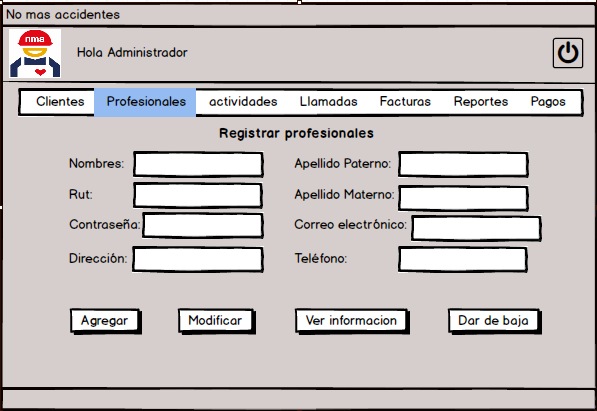 No mas accidentes
nma
Hola Administrador
Clientes Profesionales actividades Llamadas Facturas Reportes Pagos
Registrar profesionales
Nombres: Apellido Paterno:
Rut: Apellido Materno:
Contraseña: Correo electrónico:
Dirección: Teléfono:
Agregar Modificar Ver informacion Dar de baja